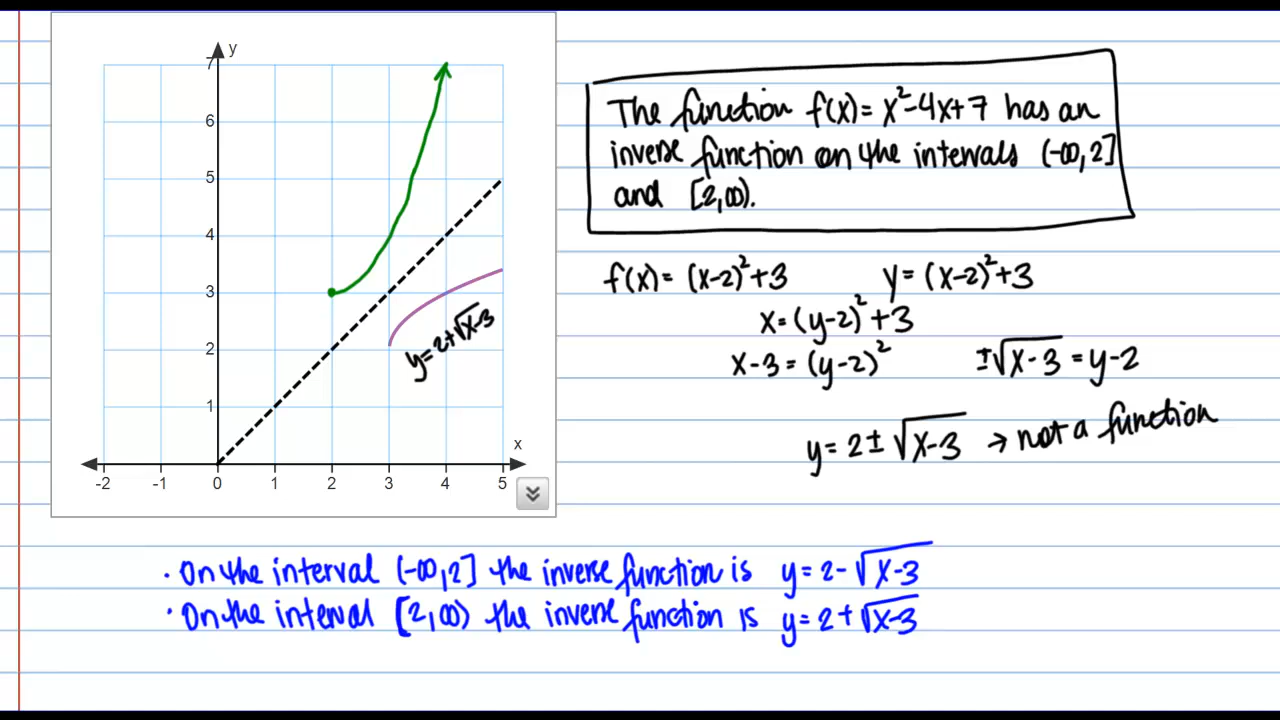 y
7
6
5
4
3
2
1
x
-2 -1 0 1 2 3 4 5
y=2+√x-3
The function f(x)= x²-4x+7 has an
inverse function on the intervals (-∞,2]
and [2,∞).
f(x)= (x-2)²+3 y=(x-2)²+3
x=(y-2)²+3
x-3=(y-2)² ±√x-3 = y-2
y=2±√x-3 → not a function
· On the interval (-∞,2] the inverse function is y=2-√x-3
· On the interval [2,∞) the inverse function is y=2+√x-3